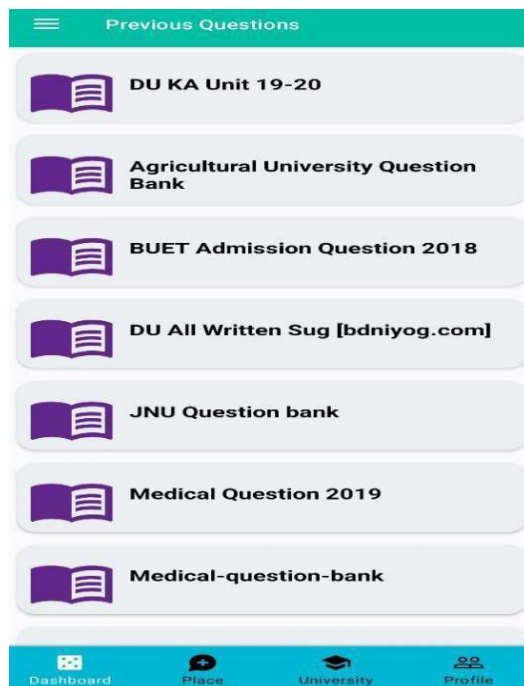 Previous Questions
DU KA Unit 19-20
Agricultural University Question
Bank
BUET Admission Question 2018
DU All Written Sug [bdniyog.com]
JNU Question bank
Medical Question 2019
Medical-question-bank
Dashboard
Place
University
Profile